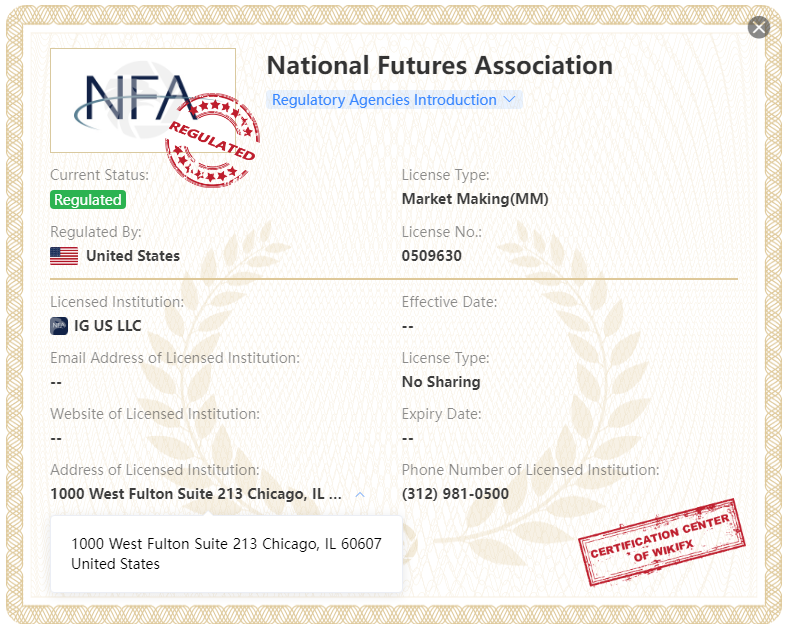 NFA
REGULATED
National Futures Association
Regulatory Agencies Introduction
Current Status:
Regulated
License Type:
Market Making(MM)
Regulated By:
United States
License No.:
0509630
Licensed Institution:
NFA IG US LLC
Effective Date:
--
Email Address of Licensed Institution:
--
License Type:
No Sharing
Website of Licensed Institution:
--
Expiry Date:
--
Address of Licensed Institution:
1000 West Fulton Suite 213 Chicago, IL ...
Phone Number of Licensed Institution:
(312) 981-0500
1000 West Fulton Suite 213 Chicago, IL 60607
United States
CERTIFICATION CENTER
OF WIKIFX